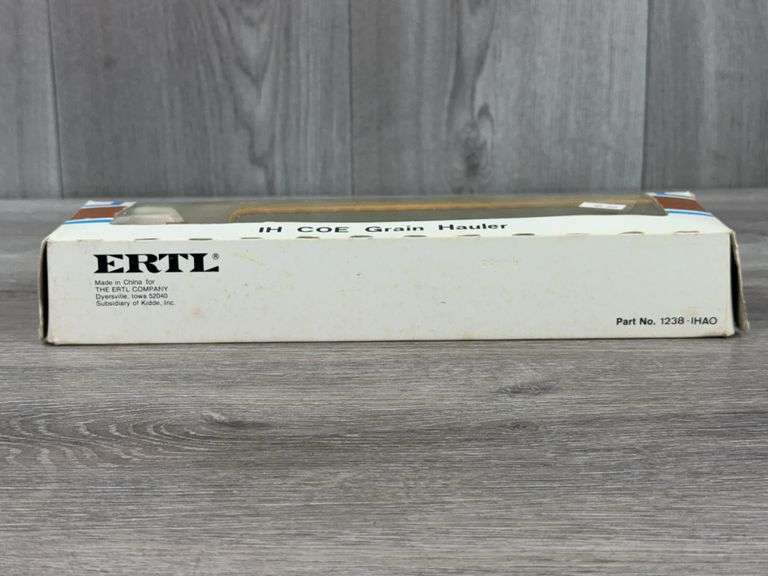 IH COE Grain Hauler
ERTL®
Made in China for
THE ERTL COMPANY
Dyersville, Iowa 52040
Subsidiary of Kidde, Inc.
Part No. 1238-IHAO